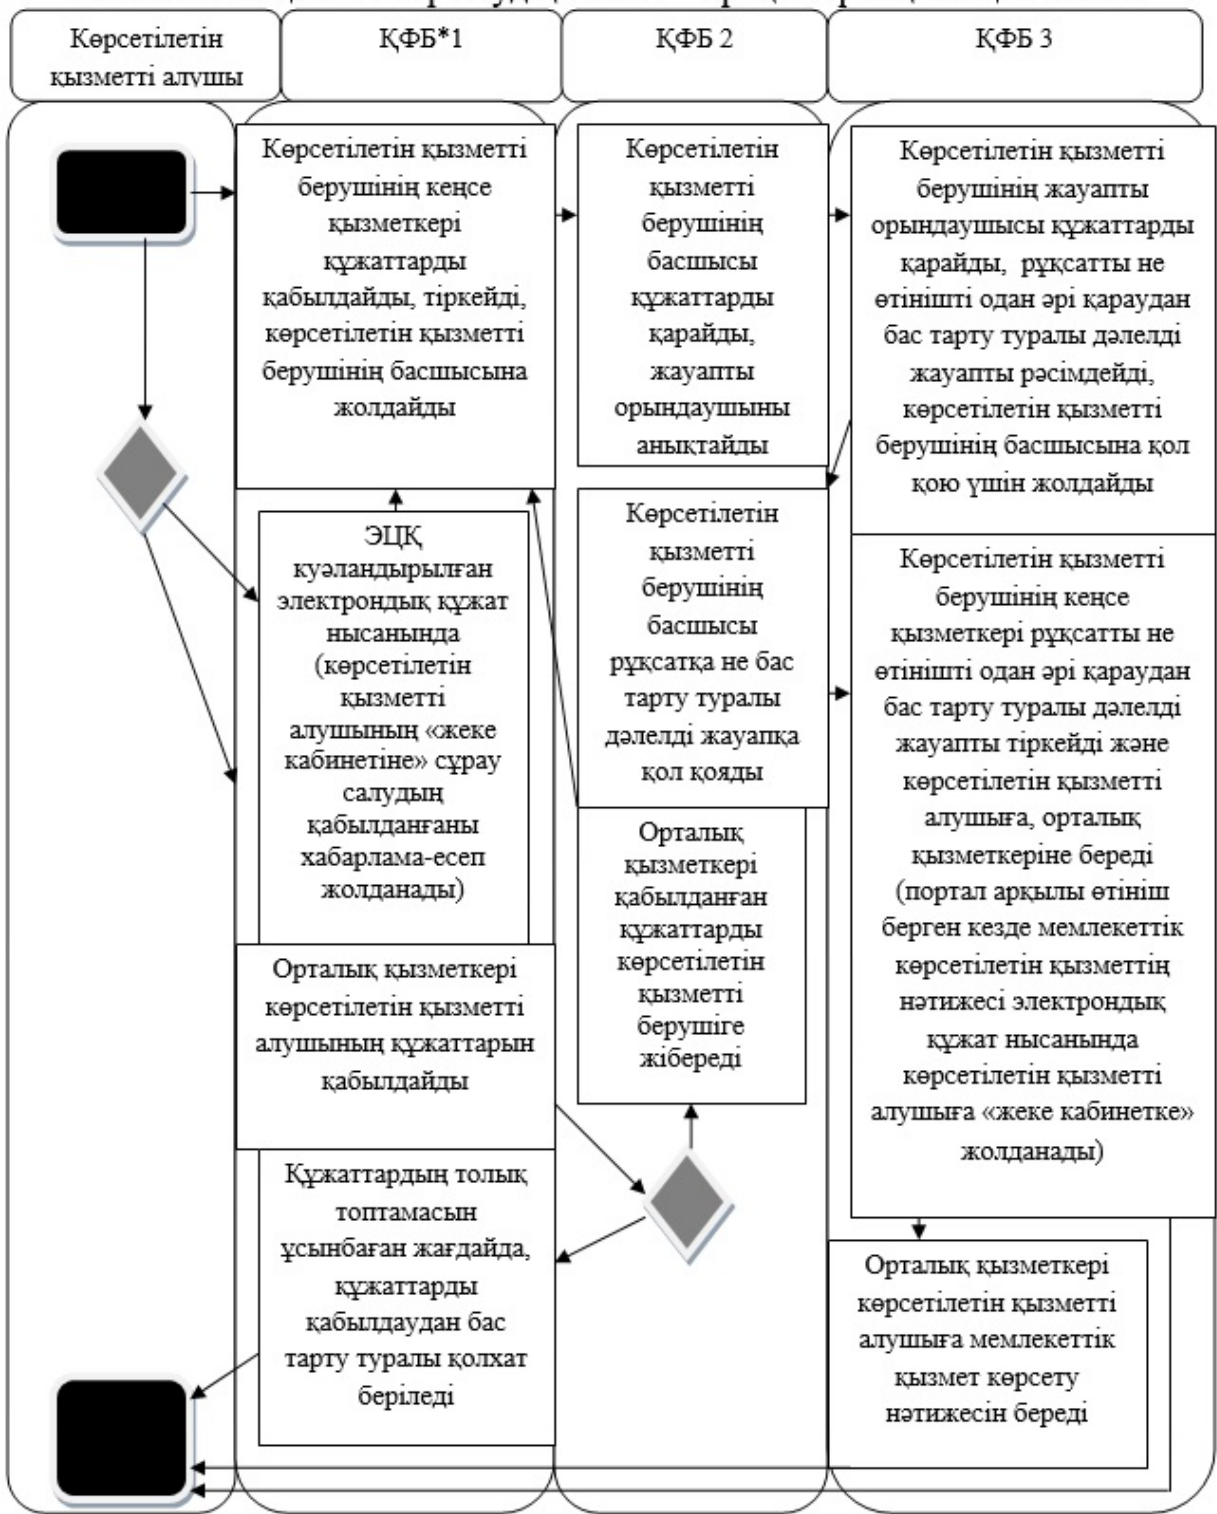 Көрсетілетін
қызметті алушы
ҚФБ*1
ҚФБ 2
ҚФБ 3
Көрсетілетін қызметті
берушінің кеңсе
қызметкері
құжаттарды
қабылдайды, тіркейді,
көрсетілетін қызметті
берушінің басшысына
жолдайды
Көрсетілетін
қызметті
берушінің
басшысы
құжаттарды
қарайды,
жауапты
орындаушыны
анықтайды
Көрсетілетін қызметті
берушінің жауапты
орындаушысы құжаттарды
қарайды, рұқсатты не
өтінішті одан әрі қараудан
бас тарту туралы дәлелді
жауапты рәсімдейді,
көрсетілетін қызметті
берушінің басшысына қол
қою үшін жолдайды
ЭЦҚ
куәландырылған
электрондық құжат
нысанында
(көрсетілетін
қызметті
алушының «жеке
кабинетіне» сұрау
салудың
қабылданғаны
хабарлама-есеп
жолданады)
Көрсетілетін
қызметті
берушінің
басшысы
рұқсатқа не бас
тарту туралы
дәлелді жауапқа
қол қояды
Көрсетілетін қызметті
берушінің кеңсе
қызметкері рұқсатты не
өтінішті одан әрі қараудан
бас тарту туралы дәлелді
жауапты тіркейді және
көрсетілетін қызметті
алушыға, орталық
қызметкеріне береді
(портал арқылы өтініш
берген кезде мемлекеттік
көрсетілетін қызметтің
нәтижесі электрондық
құжат нысанында
көрсетілетін қызметті
алушыға «жеке кабинетке»
жолданады)
Орталық
қызметкері
қабылданған
құжаттарды
көрсетілетін
қызметті
берушіге
жібереді
Орталық қызметкері
көрсетілетін қызметті
алушының құжаттарын
қабылдайды
Құжаттардың толық
топтамасын
ұсынбаған жағдайда,
құжаттарды
қабылдаудан бас
тарту туралы қолхат
беріледі
Орталық қызметкері
көрсетілетін қызметті
алушыға мемлекеттік
қызмет көрсету
нәтижесін береді